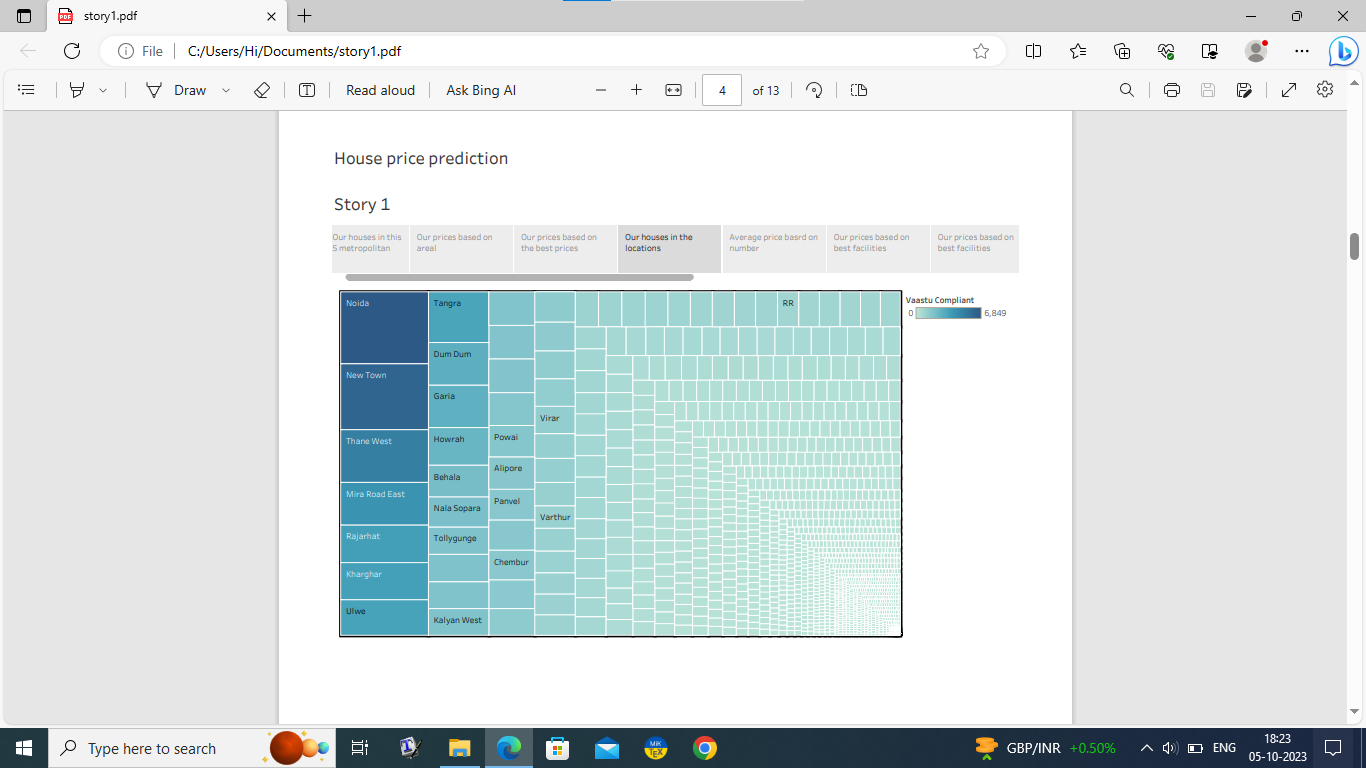 story1.pdf
File
C:/Users/Hi/Documents/story1.pdf
Draw
Read aloud
Ask Bing AI
4
of 13
House price prediction
Story 1
Our houses in this
5 metropolitan
Our prices based on
areal
Our prices based on
the best prices
Our houses in the
locations
Average price basrd on
number
Our prices based on
best facilities
Our prices based on
best facilities
Noida
New Town
Thane West
Mira Road East
Rajarhat
Kharghar
Ulwe
Tangra
Dum Dum
Garia
Howrah
Behala
Nala Sopara
Tollygunge
Kalyan West
Powai
Alipore
Panvel
Chembur
Virar
Varthur
RR
Vaastu Compliant
0
6,849
Type here to search
GBP/INR +0.50%
ENG
18:23
05-10-2023